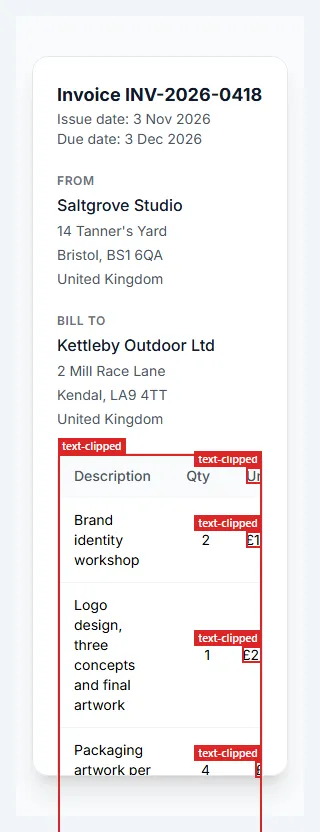 Invoice INV-2026-0418
Issue date: 3 Nov 2026
Due date: 3 Dec 2026
FROM
Saltgrove Studio
14 Tanner's Yard
Bristol, BS1 6QA
United Kingdom
BILL TO
Kettleby Outdoor Ltd
2 Mill Race Lane
Kendal, LA9 4TT
United Kingdom
text-clipped
text-clipped
Description Qty
text-clipped
Brand
identity 2 £1
workshop
Logo
design,
three
text-clipped
concepts 1 £2
and final
artwork
text-clipped
Packaging
artwork per 4